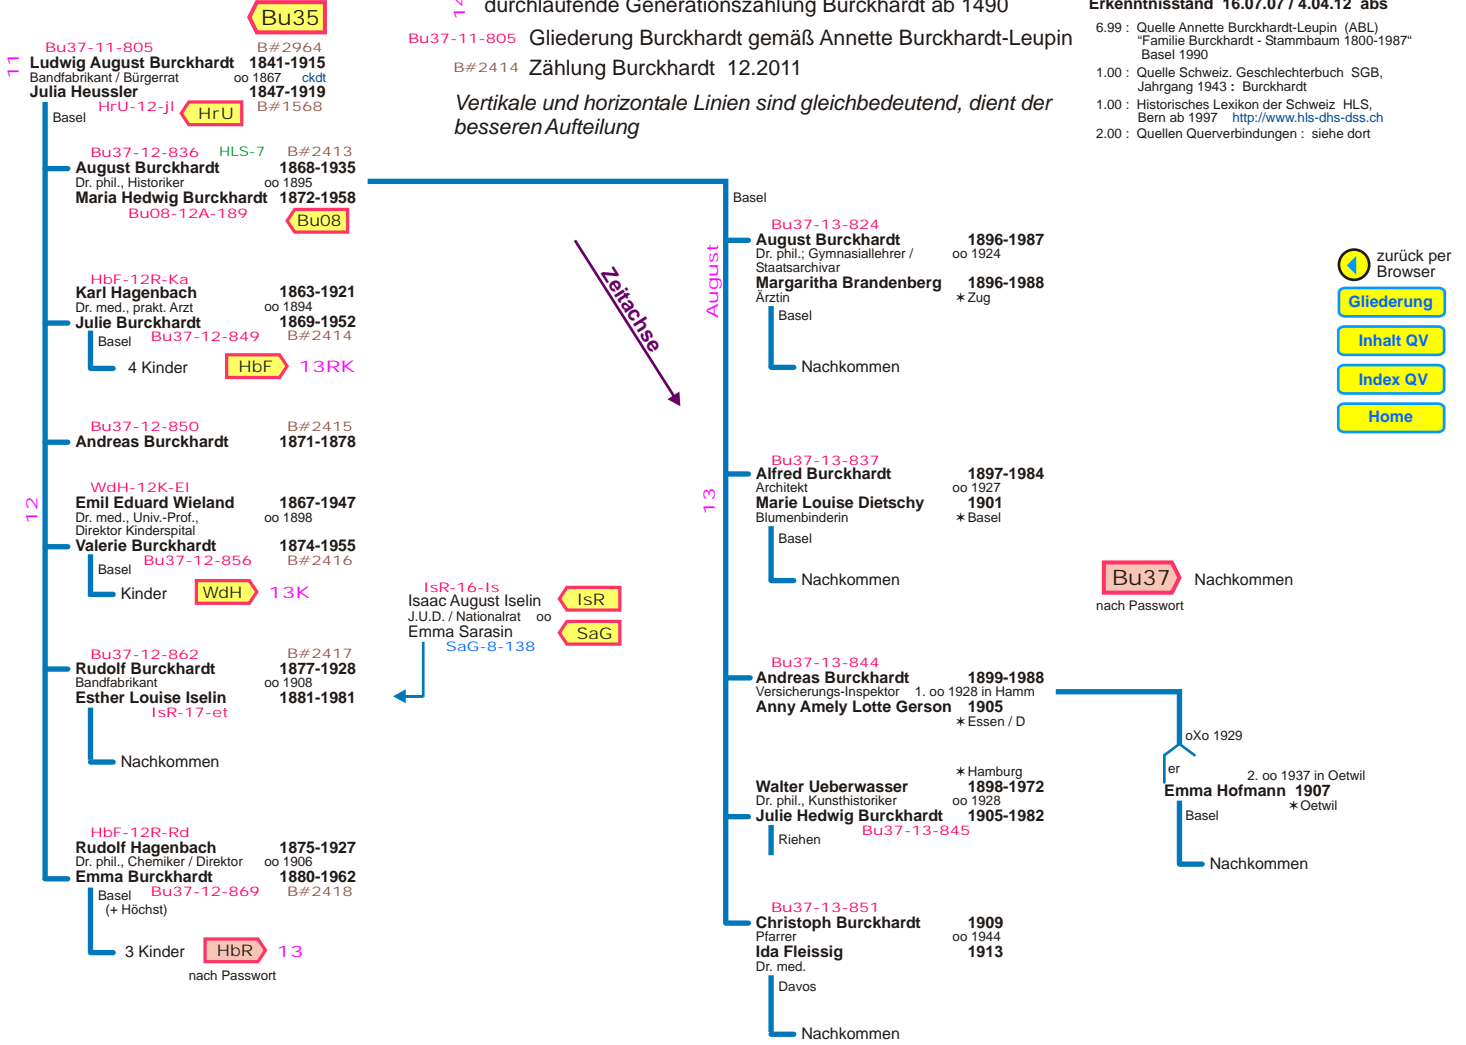 Bu35
14
durchlaufende Generationszählung Burckhardt ab 1490
Bu37-11-805 Gliederung Burckhardt gemäß Annette Burckhardt-Leupin
B#2414 Zählung Burckhardt 12.2011
Vertikale und horizontale Linien sind gleichbedeutend, dient der
besseren Aufteilung
Erkenntnisstand 16.07.07 / 4.04.12 abs
6.99 : Quelle Annette Burckhardt-Leupin (ABL)
"Familie Burckhardt - Stammbaum 1800-1987"
Basel 1990
1.00 : Quelle Schweiz. Geschlechterbuch SGB,
Jahrgang 1943 : Burckhardt
1.00 : Historisches Lexikon der Schweiz HLS,
Bern ab 1997 http://www.hls-dhs-dss.ch
2.00 : Quellen Querverbindungen : siehe dort
11
Bu37-11-805 B#2964
Ludwig August Burckhardt 1841-1915
Bandfabrikant / Bürgerrat oo 1867 ckdt
Julia Heussler 1847-1919
HrU-12-jl HrU B#1568
Basel
Bu37-12-836 HLS-7 B#2413
August Burckhardt 1868-1935
Dr. phil., Historiker oo 1895
Maria Hedwig Burckhardt 1872-1958
Bu08-12A-189 Bu08
HbF-12R-Ka
Karl Hagenbach 1863-1921
Dr. med., prakt. Arzt oo 1894
Julie Burckhardt 1869-1952
Basel Bu37-12-849 B#2414
4 Kinder HbF 13RK
Bu37-12-850 B#2415
Andreas Burckhardt 1871-1878
12
WdH-12K-El
Emil Eduard Wieland 1867-1947
Dr. med., Univ.-Prof., oo 1898
Direktor Kinderspital
Valerie Burckhardt 1874-1955
Basel Bu37-12-856 B#2416
Kinder WdH 13K
Bu37-12-862 B#2417
Rudolf Burckhardt 1877-1928
Bandfabrikant oo 1908
Esther Louise Iselin 1881-1981
IsR-17-et
Nachkommen
HbF-12R-Rd
Rudolf Hagenbach 1875-1927
Dr. phil., Chemiker / Direktor oo 1906
Emma Burckhardt 1880-1962
Basel Bu37-12-869 B#2418
(+ Höchst)
3 Kinder HbR 13
nach Passwort
IsR-16-Is
Isaac August Iselin IsR
J.U.D. / Nationalrat oo
Emma Sarasin SaG
SaG-8-138
Zeitachse
Basel
August
Bu37-13-824
August Burckhardt 1896-1987
Dr. phil.; Gymnasiallehrer / oo 1924
Staatsarchivar
Margaritha Brandenberg 1896-1988
Ärztin ∗ Zug
Basel
Nachkommen
13
Bu37-13-837
Alfred Burckhardt 1897-1984
Architekt oo 1927
Marie Louise Dietschy 1901
Blumenbinderin ∗ Basel
Basel
Nachkommen
Bu37-13-844
Andreas Burckhardt 1899-1988
Versicherungs-Inspektor 1. oo 1928 in Hamm
Anny Amely Lotte Gerson 1905
∗ Essen / D
∗ Hamburg
Walter Ueberwasser 1898-1972
Dr. phil., Kunsthistoriker oo 1928
Julie Hedwig Burckhardt 1905-1982
Bu37-13-845
Riehen
Bu37-13-851
Christoph Burckhardt 1909
Pfarrer oo 1944
Ida Fleissig 1913
Dr. med.
Davos
Nachkommen
oXo 1929
er
2. oo 1937 in Oetwil
Emma Hofmann 1907
∗ Oetwil
Basel
Nachkommen
Bu37 Nachkommen
nach Passwort
zurück per
Browser
Gliederung
Inhalt QV
Index QV
Home